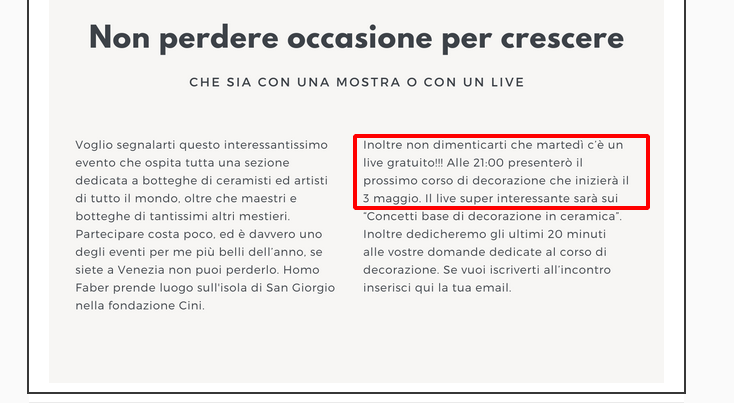 Non perdere occasione per crescere
CHE SIA CON UNA MOSTRA O CON UN LIVE
Voglio segnalarti questo interessantissimo
evento che ospita tutta una sezione
dedicata a botteghe di ceramisti ed artisti
di tutto il mondo, oltre che maestri e
botteghe di tantissimi altri mestieri.
Partecipare costa poco, ed è davvero uno
degli eventi per me più belli dell'anno, se
siete a Venezia non puoi perderlo. Homo
Faber prende luogo sull'isola di San Giorgio
nella fondazione Cini.
Inoltre non dimenticarti che martedì c'è un
live gratuito!!! Alle 21:00 presenterò il
prossimo corso di decorazione che inizierà il
3 maggio. Il live super interessante sarà sui
"Concetti base di decorazione in ceramica".
Inoltre dedicheremo gli ultimi 20 minuti
alle vostre domande dedicate al corso di
decorazione. Se vuoi iscriverti all'incontro
inserisci qui la tua email.